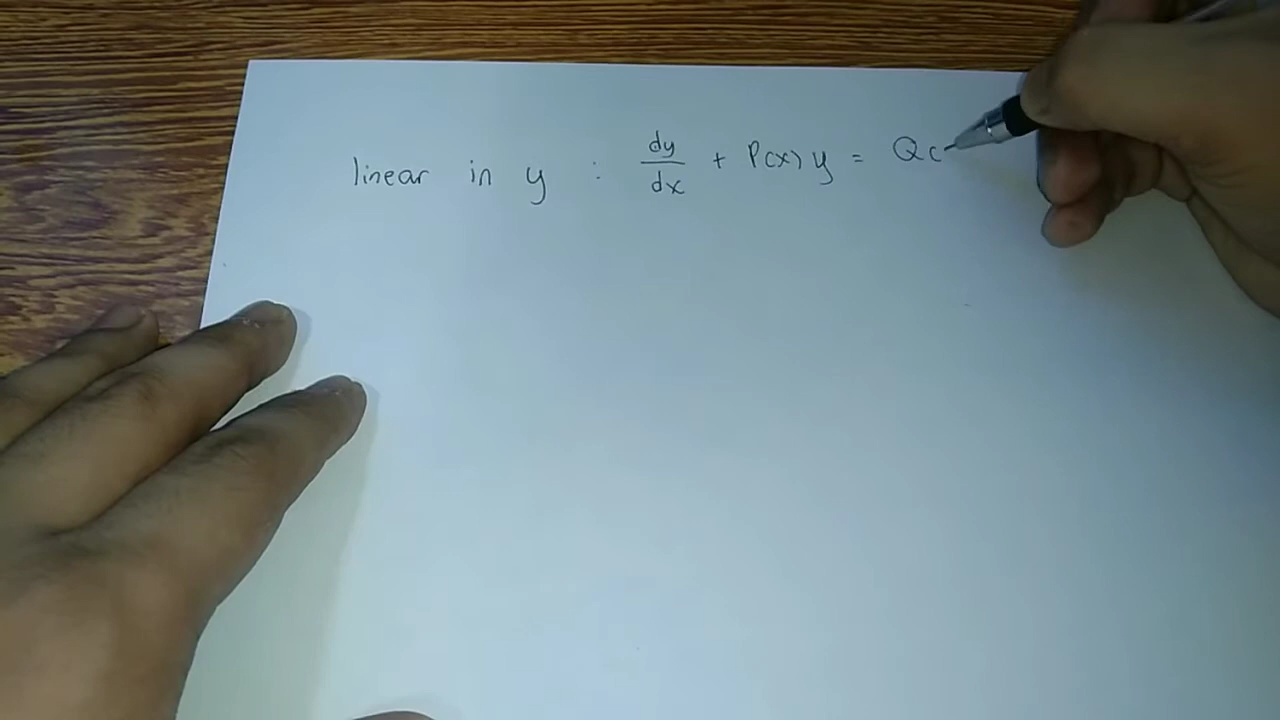 linear in y : dy/dx + P(x) y = Q(